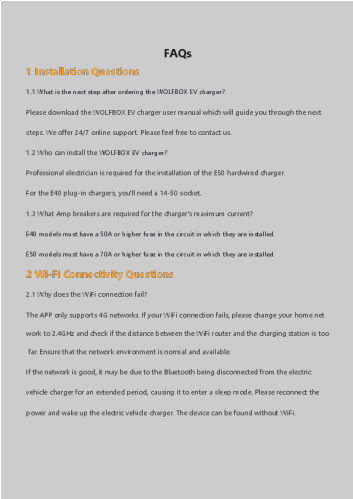 FAQs
1 Installation Questions
1.1 What is the next step after ordering the WOLFBOX EV charger?
Please download the WOLFBOX EV charger user manual which will guide you through the next
steps. We offer 24/7 online support. Please feel free to contact us.
1.2 Who can install the WOLFBOX EV charger?
Professional electrician is required for the installation of the E50 hardwired charger.
For the E40 plug-in chargers, you'll need a 14-50 socket.
1.3 What Amp breakers are required for the charger's maximum current?
E40 models must have a 50A or higher fuse in the circuit in which they are installed.
E50 models must have a 70A or higher fuse in the circuit in which they are installed.
2 Wi-Fi Connectivity Questions
2.1 Why does the WiFi connection fail?
The APP only supports 4G networks. If your WiFi connection fails, please change your home net
work to 2.4GHz and check if the distance between the WiFi router and the charging station is too
far. Ensure that the network environment is normal and available.
If the network is good, it may be due to the Bluetooth being disconnected from the electric
vehicle charger for an extended period, causing it to enter a sleep mode. Please reconnect the
power and wake up the electric vehicle charger. The device can be found without WiFi.